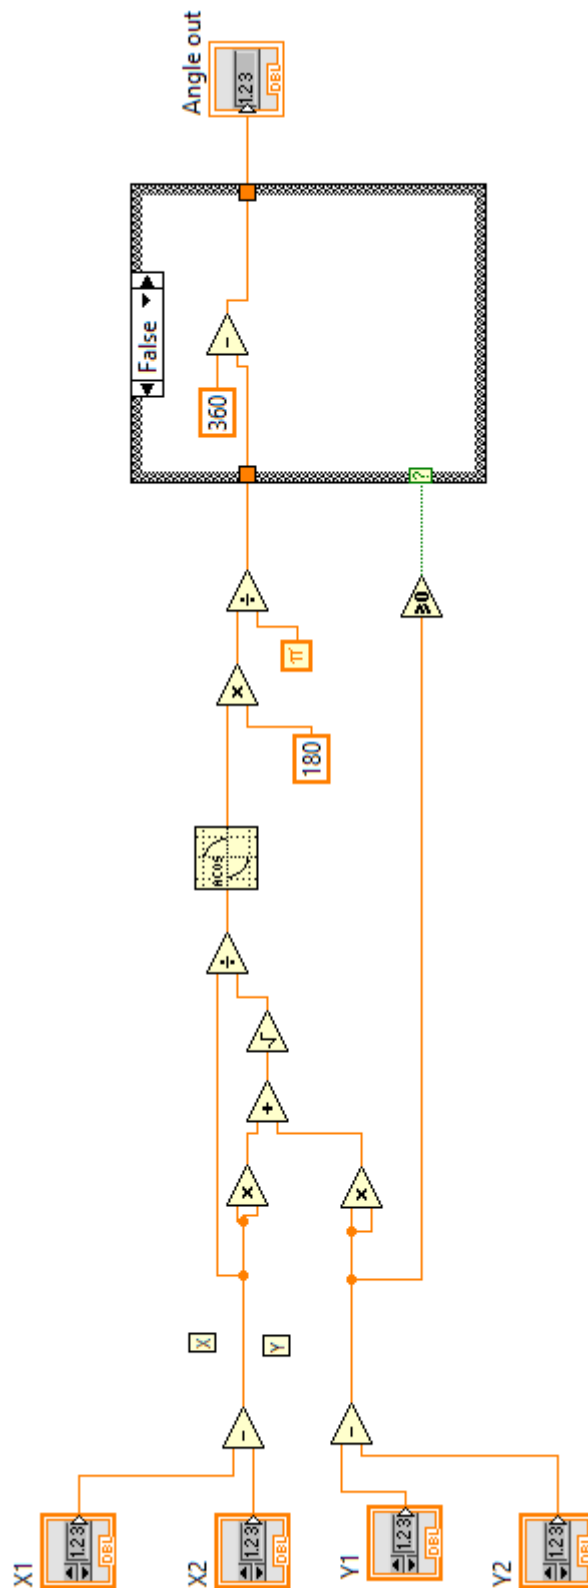 X1
1.23
DBL
X2
1.23
DBL
Y1
1.23
DBL
Y2
1.23
DBL
X
Y
-
-
×
×
+
√
÷
ACOS
180
×
π
÷
≥0
?
False
360
-
Angle out
1.23
DBL